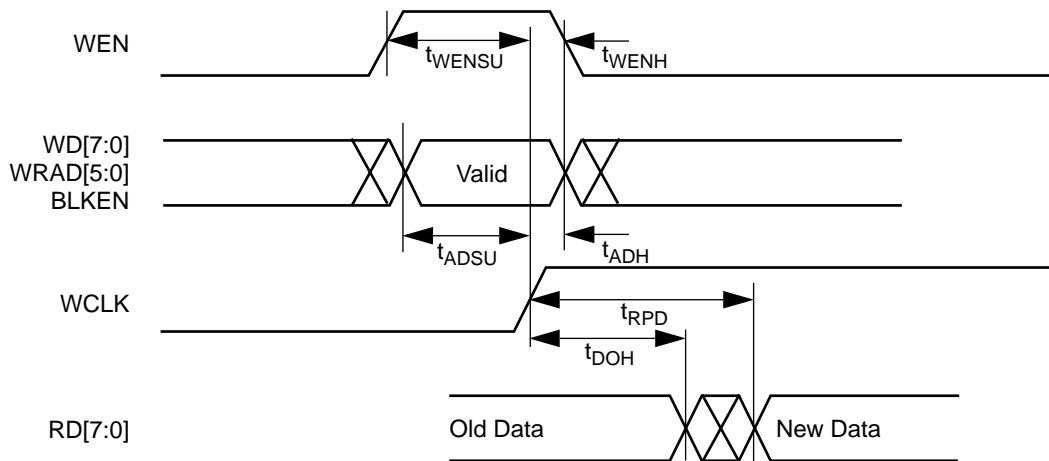 WEN
tWENSU
tWENH
WD[7:0]
WRAD[5:0]
BLKEN
Valid
tADSU
tADH
WCLK
tRPD
tDOH
RD[7:0]
Old Data
New Data